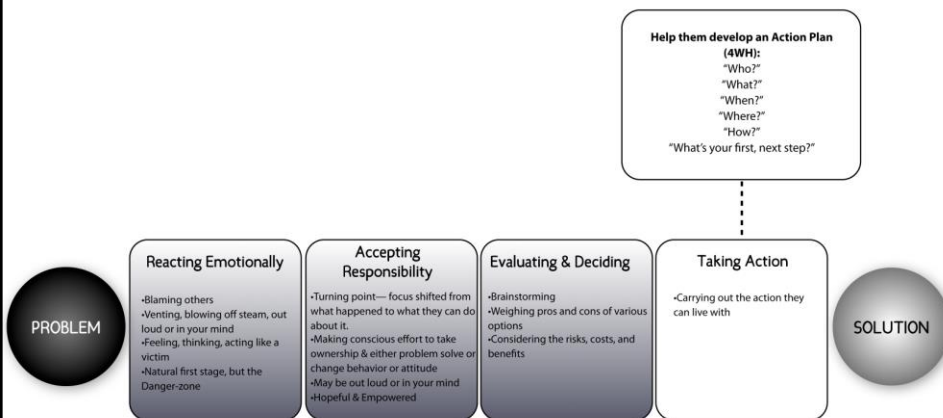 Help them develop an Action Plan
(4WH):
“Who?”
“What?”
“When?”
“Where?”
“How?”
“What’s your first, next step?”
PROBLEM
Reacting Emotionally
•Blaming others
•Venting, blowing off steam, out
loud or in your mind
•Feeling, thinking, acting like a
victim
•Natural first stage, but the
Danger-zone
Accepting
Responsibility
•Turning point— focus shifted from
what happened to what they can do
about it.
•Making conscious effort to take
ownership & either problem solve or
change behavior or attitude
•May be out loud or in your mind
•Hopeful & Empowered
Evaluating & Deciding
•Brainstorming
•Weighing pros and cons of various
options
•Considering the risks, costs, and
benefits
Taking Action
•Carrying out the action they
can live with
SOLUTION